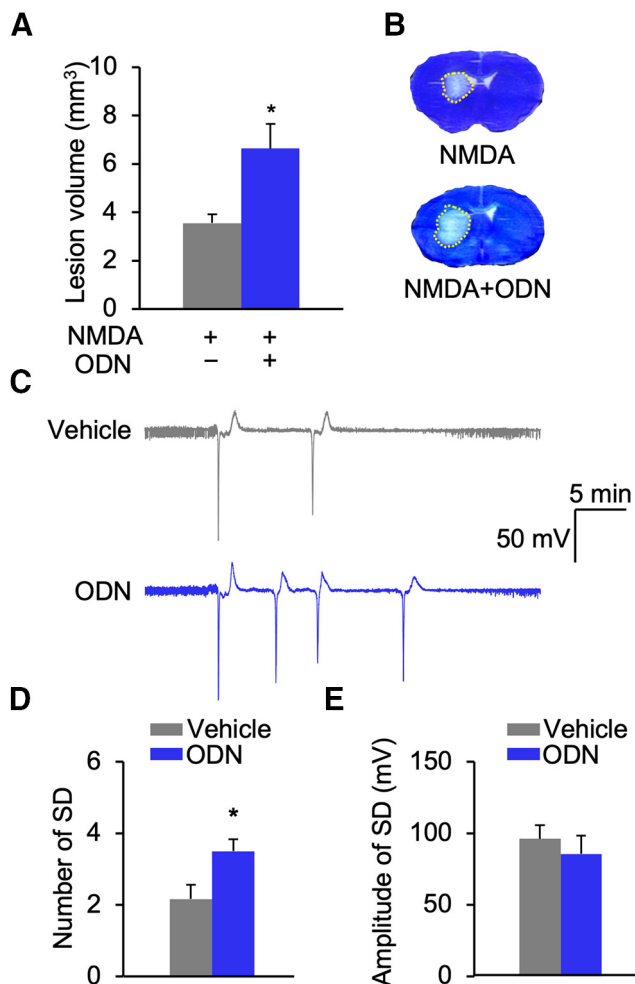 A
Lesion volume (mm³)
10
8
6
4
2
0
*
NMDA + +
ODN – +
B
NMDA
NMDA+ODN
C
Vehicle
ODN
5 min
50 mV
D
Vehicle
ODN
Number of SD
6
4
2
0
*
E
Vehicle
ODN
Amplitude of SD (mV)
150
100
50
0